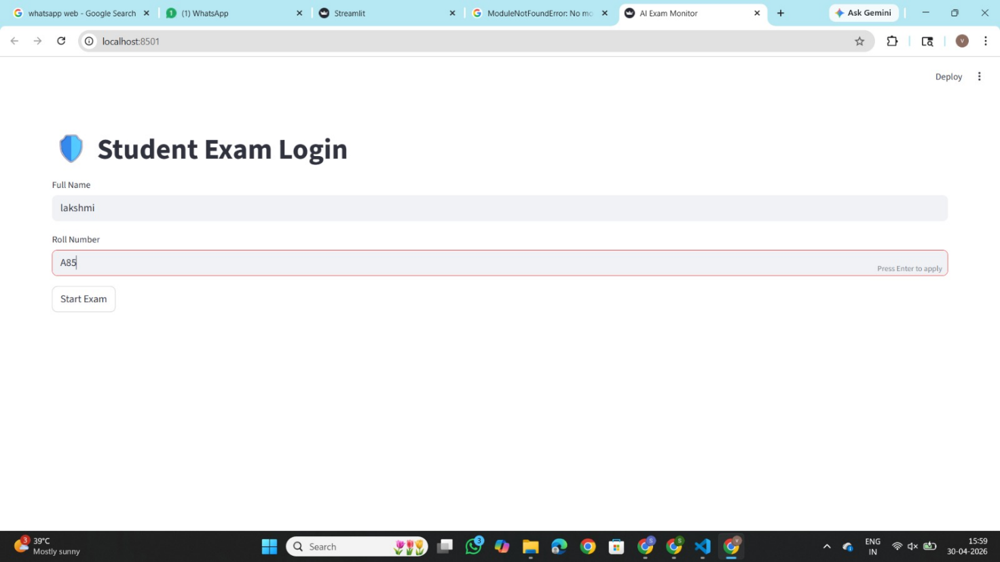 whatsapp web - Google Search
(1) WhatsApp
Streamlit
ModuleNotFoundError: No mo
AI Exam Monitor
Ask Gemini
localhost:8501
V
Deploy
Student Exam Login
Full Name
lakshmi
Roll Number
A85
Press Enter to apply
Start Exam
3
39°C
Mostly sunny
Search
3
S
S
V
ENG
IN
15:59
30-04-2026